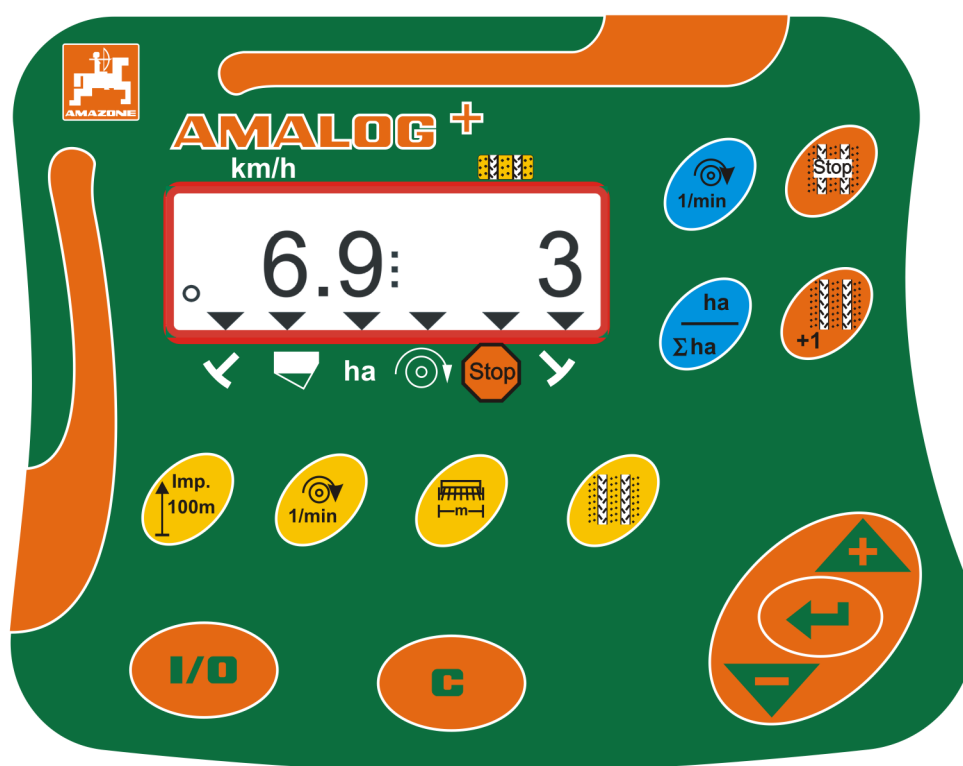 AMAZONE
AMALOG+
km/h
6.9 3
ha Stop
1/min
Stop
ha
Σha
+1
Imp.
100m
1/min
m
I/O
C
+
-